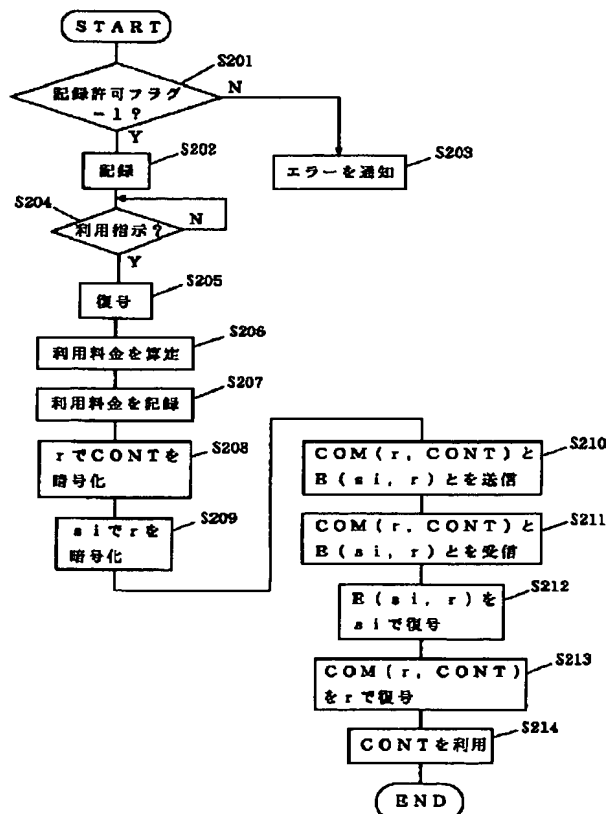 START
S201
記録許可フラグ
-1?
N
Y
S202
記録
S203
エラーを通知
S204
利用指示?
N
Y
S205
復号
S206
利用料金を算定
S207
利用料金を記録
S208
rでCONTを
暗号化
S209
siでrを
暗号化
S210
COM(r, CONT)と
E(si, r)とを送信
S211
COM(r, CONT)と
E(si, r)とを受信
S212
E(si, r)を
siで復号
S213
COM(r, CONT)
をrで復号
S214
CONTを利用
END